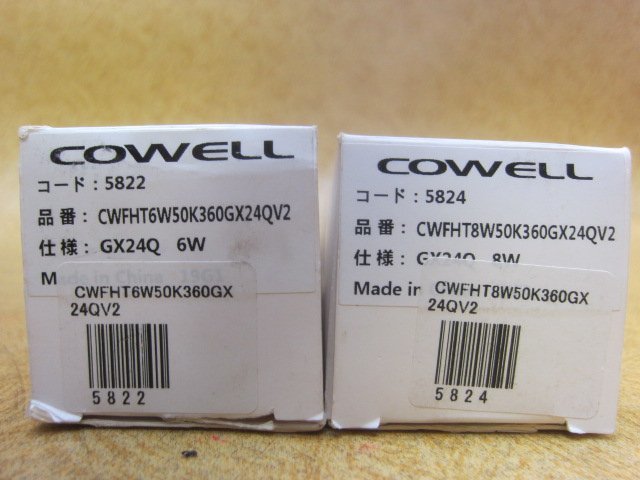 COWELL
コード：5822
品番：CWFHT6W50K360GX24QV2
仕様：GX24Q 6W
Made in China 19G1
CWFHT6W50K360GX
24QV2
5822
COWELL
コード：5824
品番：CWFHT8W50K360GX24QV2
仕様：GX24Q 8W
Made in
CWFHT8W50K360GX
24QV2
5824